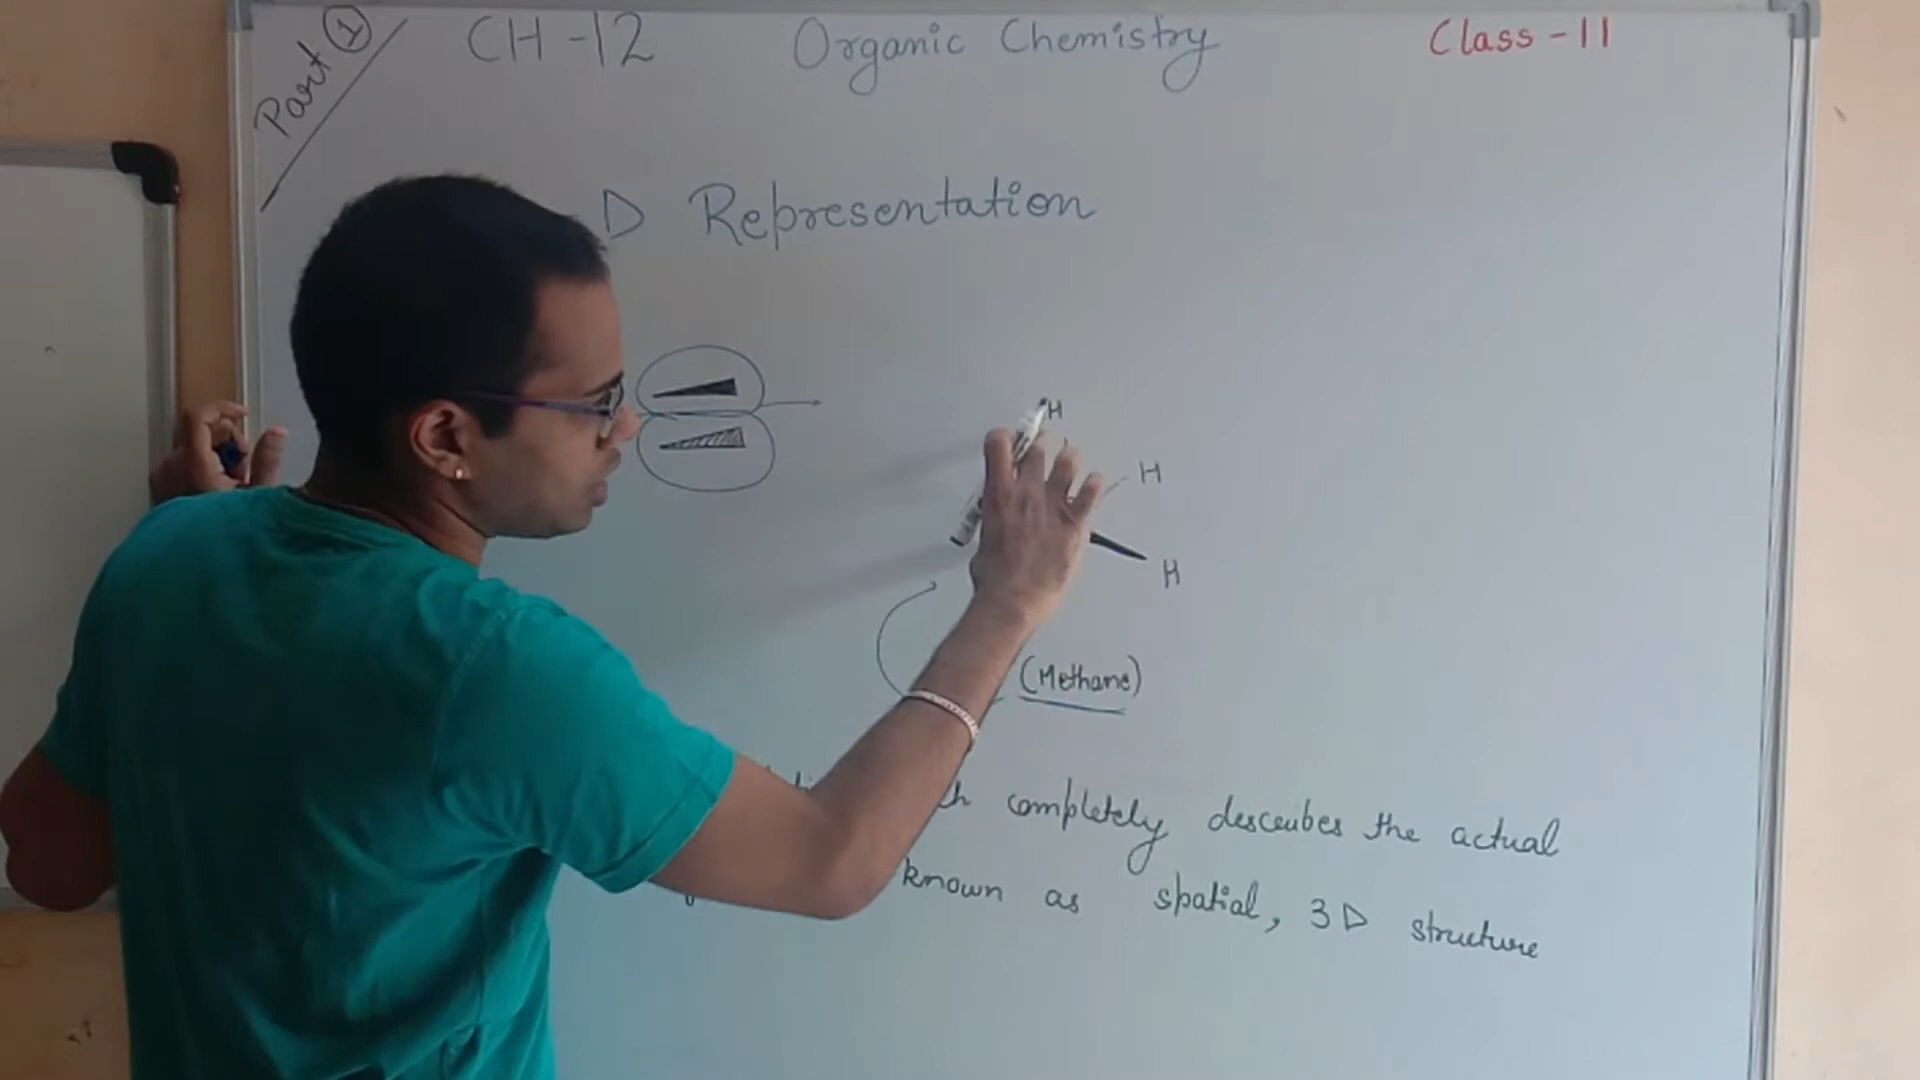 Part ①
CH-12 Organic Chemistry Class-11
D Representation
H
H
H
(Methane)
completely describes the actual
known as spatial, 3D structure